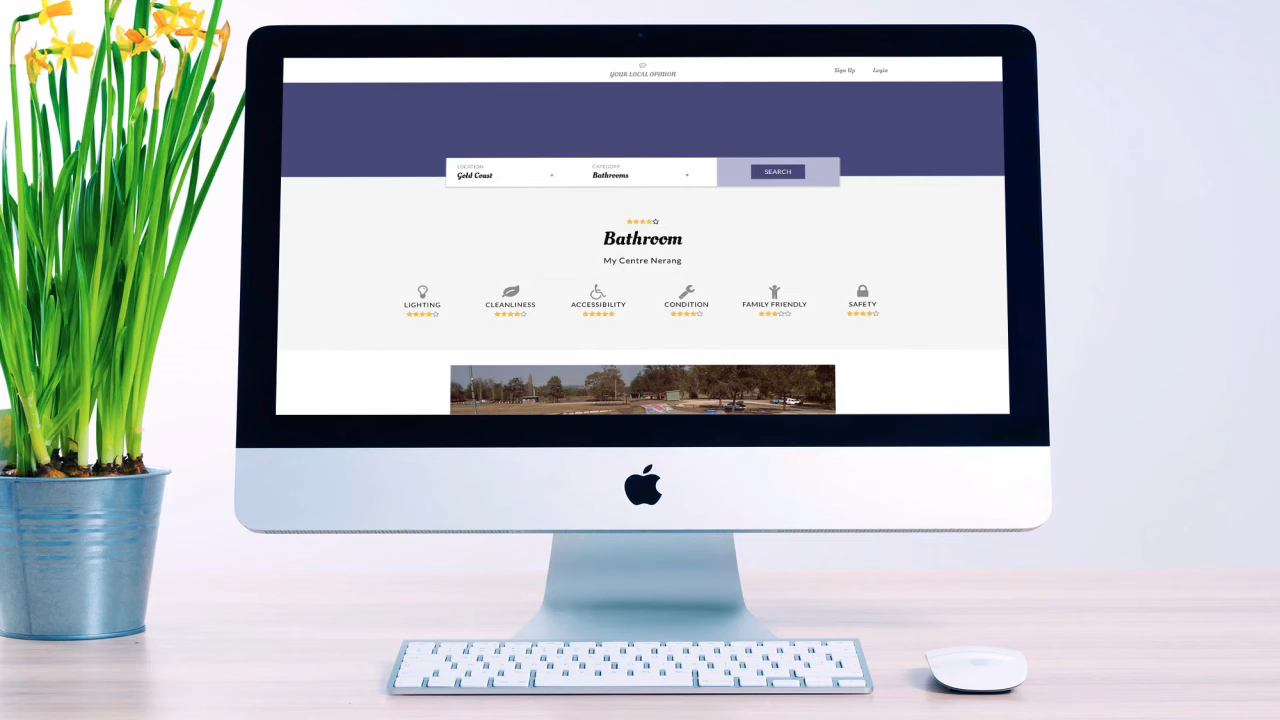 YOUR LOCAL OPINION
Sign Up Login
LOCATION CATEGORY
Gold Coast Bathrooms SEARCH
Bathroom
My Centre Nerang
LIGHTING CLEANLINESS ACCESSIBILITY CONDITION FAMILY FRIENDLY SAFETY